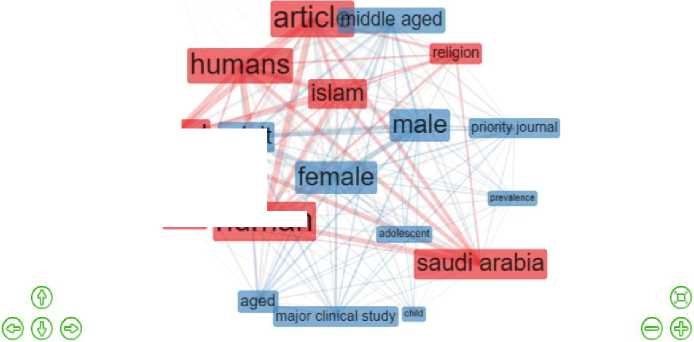 article
middle aged
religion
humans
islam
male
priority journal
female
prevalence
human
adolescent
saudi arabia
aged
major clinical study
child